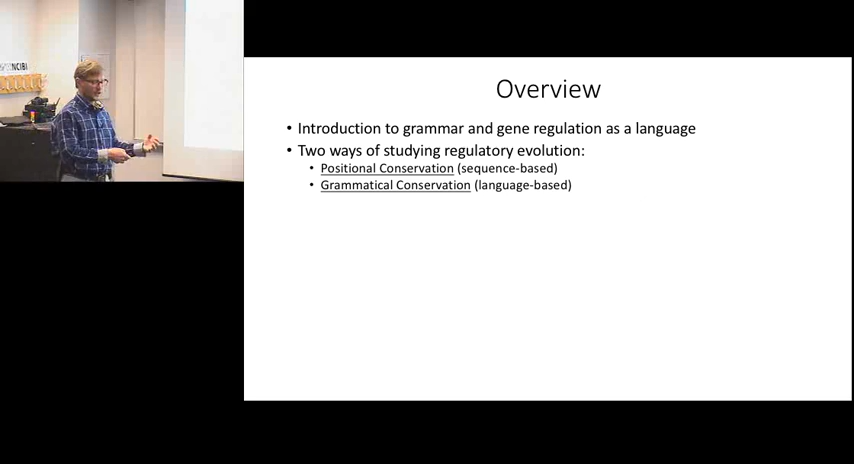 NCIBI
Overview
• Introduction to grammar and gene regulation as a language
• Two ways of studying regulatory evolution:
• Positional Conservation (sequence-based)
• Grammatical Conservation (language-based)